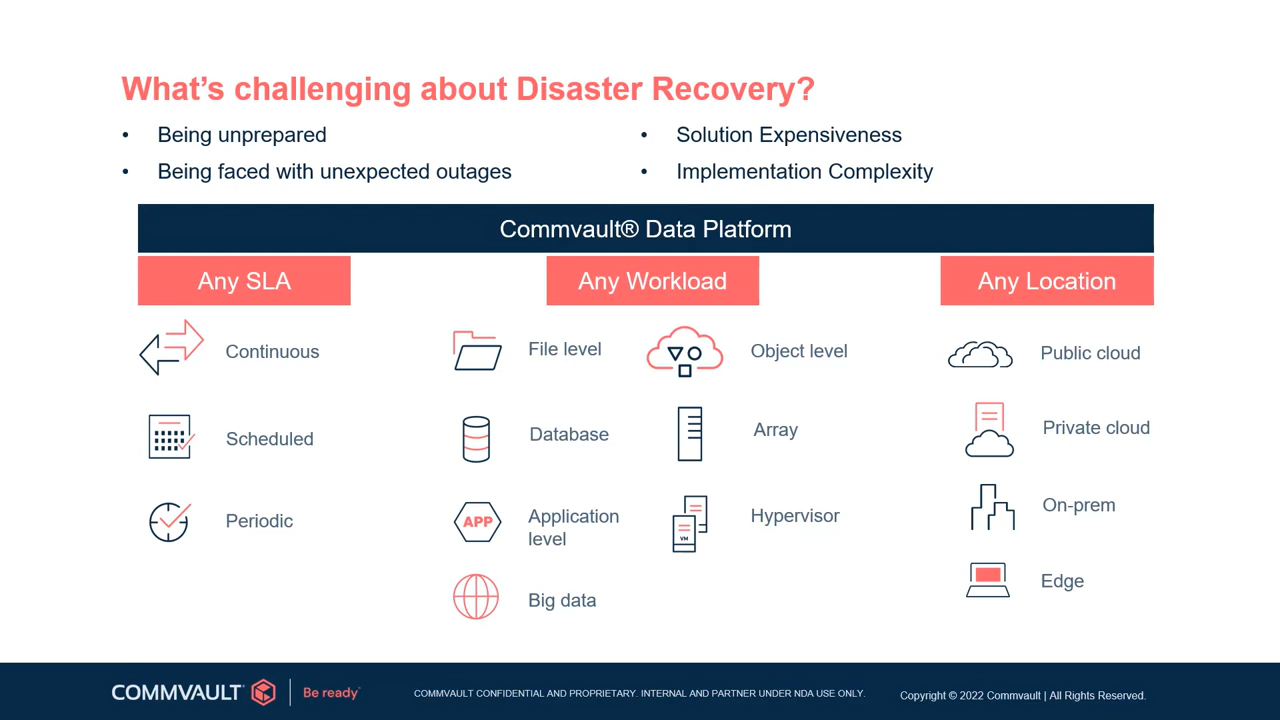 What’s challenging about Disaster Recovery?
• Being unprepared
• Being faced with unexpected outages
• Solution Expensiveness
• Implementation Complexity
Commvault® Data Platform
Any SLA
Continuous
Scheduled
Periodic
Any Workload
File level
Database
APP
Application
level
Big data
Object level
Array
VM
Hypervisor
Any Location
Public cloud
Private cloud
On-prem
Edge
COMMVAULT
Be ready
COMMVAULT CONFIDENTIAL AND PROPRIETARY. INTERNAL AND PARTNER UNDER NDA USE ONLY.
Copyright © 2022 Commvault | All Rights Reserved.